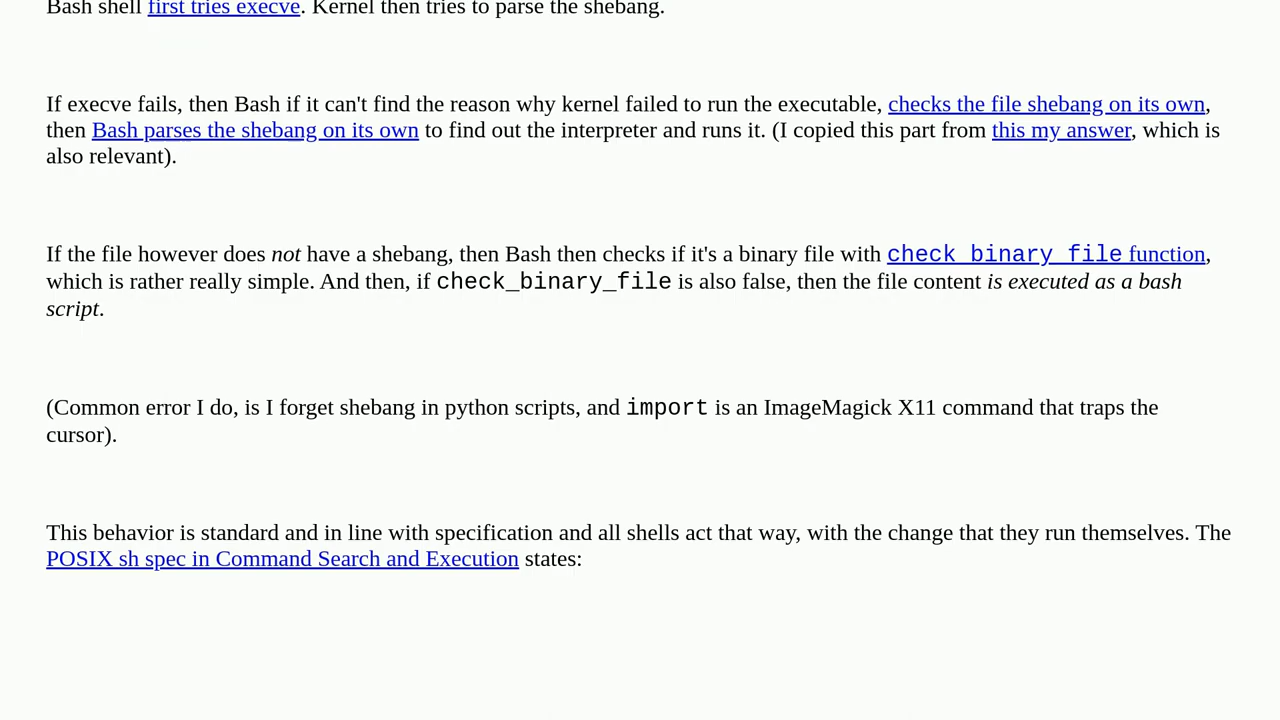 Bash shell first tries execve. Kernel then tries to parse the shebang.
If execve fails, then Bash if it can't find the reason why kernel failed to run the executable, checks the file shebang on its own,
then Bash parses the shebang on its own to find out the interpreter and runs it. (I copied this part from this my answer, which is
also relevant).
If the file however does not have a shebang, then Bash then checks if it's a binary file with check_binary_file function,
which is rather really simple. And then, if check_binary_file is also false, then the file content is executed as a bash
script.
(Common error I do, is I forget shebang in python scripts, and import is an ImageMagick X11 command that traps the
cursor).
This behavior is standard and in line with specification and all shells act that way, with the change that they run themselves. The
POSIX sh spec in Command Search and Execution states: